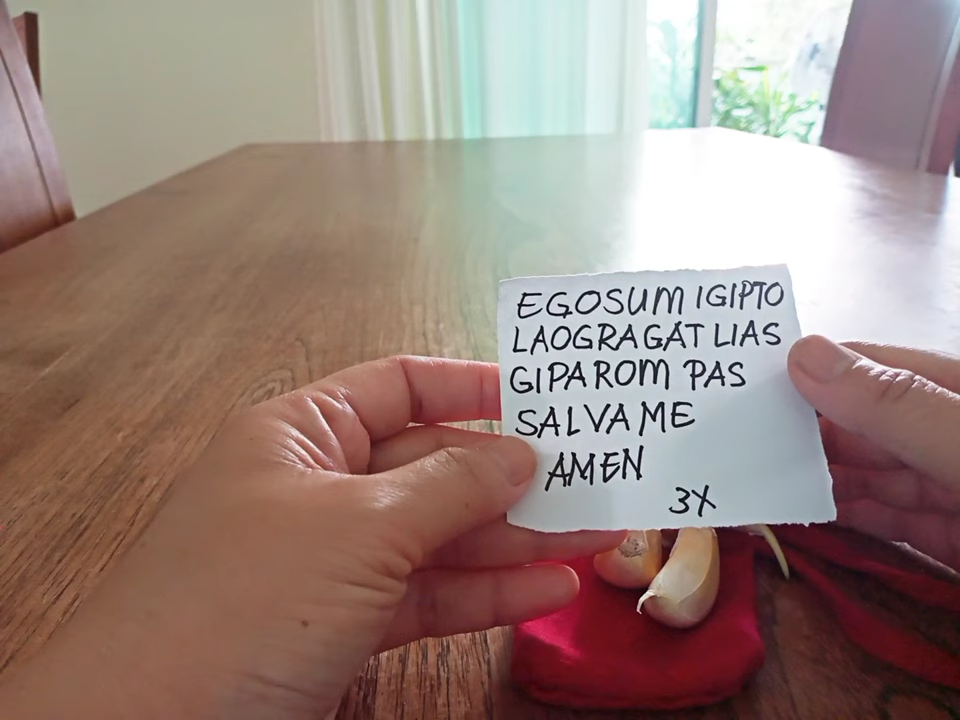 EGOSUM IGIPTO
LAOGRAGAT LIAS
GIPAROM PAS
SALVAME
AMEN
3X